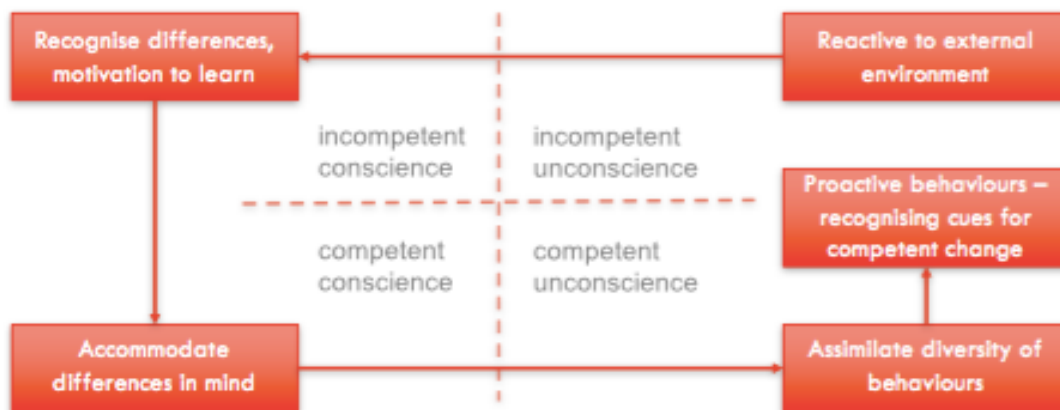 Recognise differences,
motivation to learn
Reactive to external
environment
incompetent
conscience
incompetent
unconscience
Proactive behaviours –
recognising cues for
competent change
competent
conscience
competent
unconscience
Accommodate
differences in mind
Assimilate diversity of
behaviours